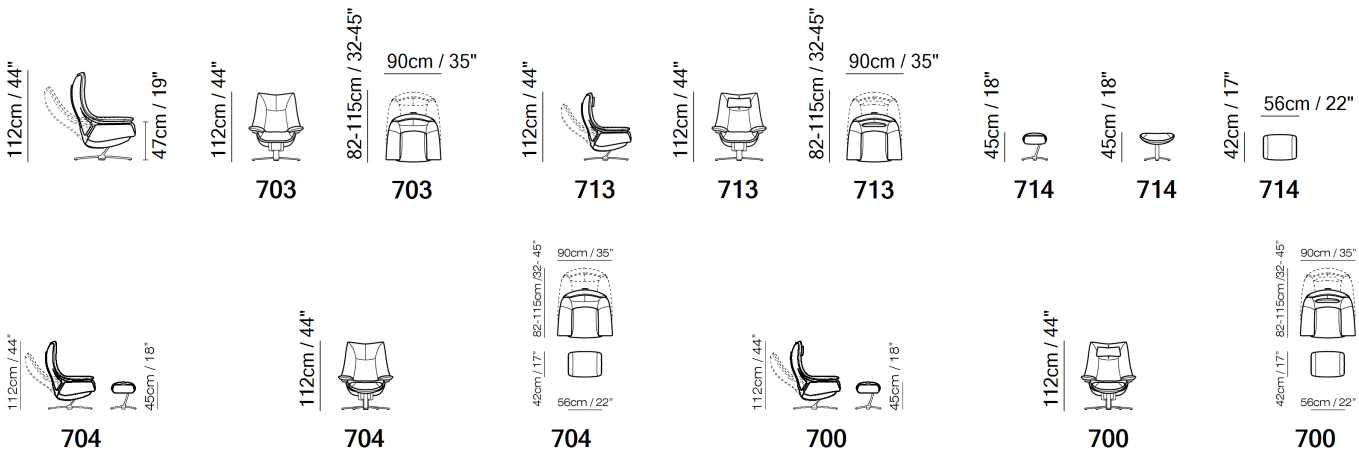 112cm / 44"
47cm / 19"
112cm / 44"
703
82-115cm / 32-45"
90cm / 35"
703
112cm / 44"
713
112cm / 44"
713
82-115cm / 32-45"
90cm / 35"
713
45cm / 18"
714
45cm / 18"
714
42cm / 17"
56cm / 22"
714
112cm / 44"
45cm / 18"
704
112cm / 44"
704
90cm / 35"
82-115cm /32- 45"
42cm / 17"
56cm / 22"
704
112cm / 44"
45cm / 18"
700
112cm / 44"
700
90cm / 35"
82-115cm /32- 45"
42cm / 17"
56cm / 22"
700